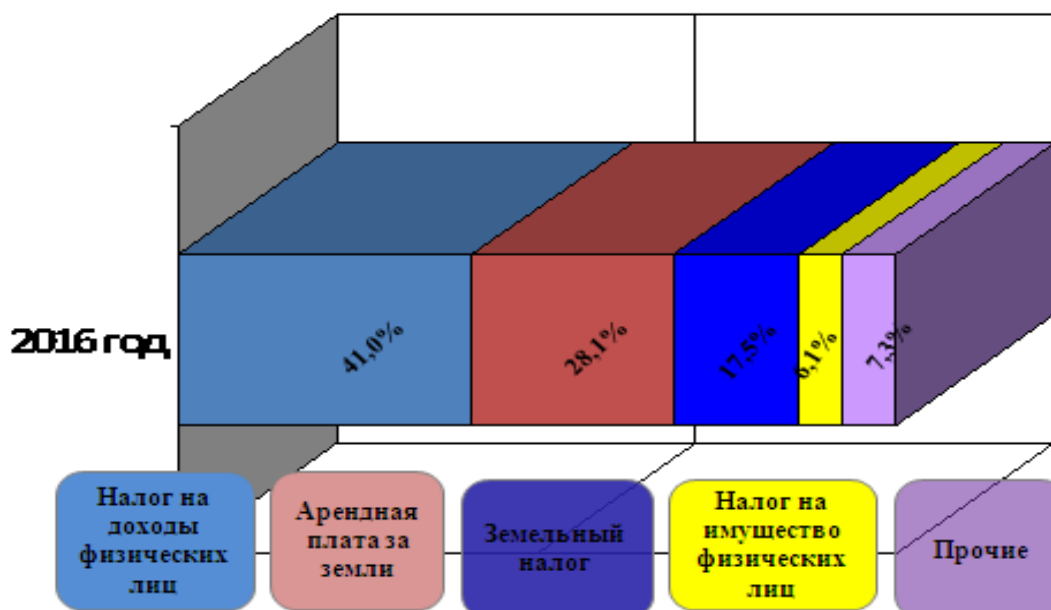 2016 год
41,0%
28,1%
17,5%
6,1%
7,3%
Налог на
доходы
физических
лиц
Арендная
плата за
земли
Земельный
налог
Налог на
имущество
физических
лиц
Прочие